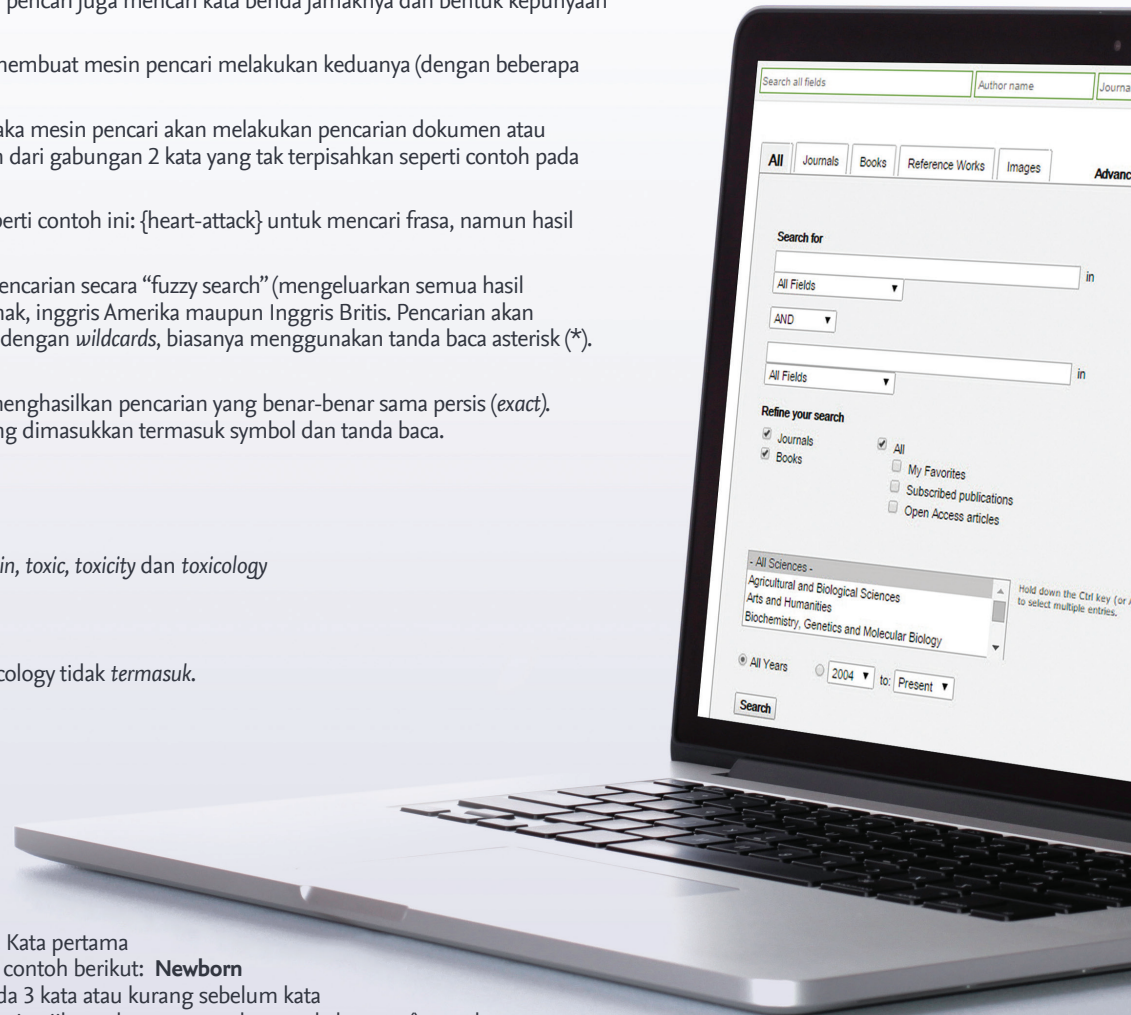 pencari juga mencari kata benda jamaknya dan bentuk kepunyaan
membuat mesin pencari melakukan keduanya (dengan beberapa
aka mesin pencari akan melakukan pencarian dokumen atau
dari gabungan 2 kata yang tak terpisahkan seperti contoh pada
perti contoh ini: {heart-attack} untuk mencari frasa, namun hasil
encarian secara “fuzzy search” (mengeluarkan semua hasil
nak, inggris Amerika maupun Inggris Britis. Pencarian akan
dengan wildcards, biasanya menggunakan tanda baca asterisk (*).
menghasilkan pencarian yang benar-benar sama persis (exact).
ng dimasukkan termasuk symbol dan tanda baca.
in, toxic, toxicity dan toxicology
cology tidak termasuk.
Kata pertama
contoh berikut: Newborn
da 3 kata atau kurang sebelum kata
Search all fields
Author name
Journa
All
Journals
Books
Reference Works
Images
Advanc
Search for
in
All Fields
AND
in
All Fields
Refine your search
Journals
All
Books
My Favorites
Subscribed publications
Open Access articles
- All Sciences -
Agricultural and Biological Sciences
Arts and Humanities
Biochemistry, Genetics and Molecular Biology
Hold down the Ctrl key (or A
to select multiple entries.
All Years
2004
to:
Present
Search